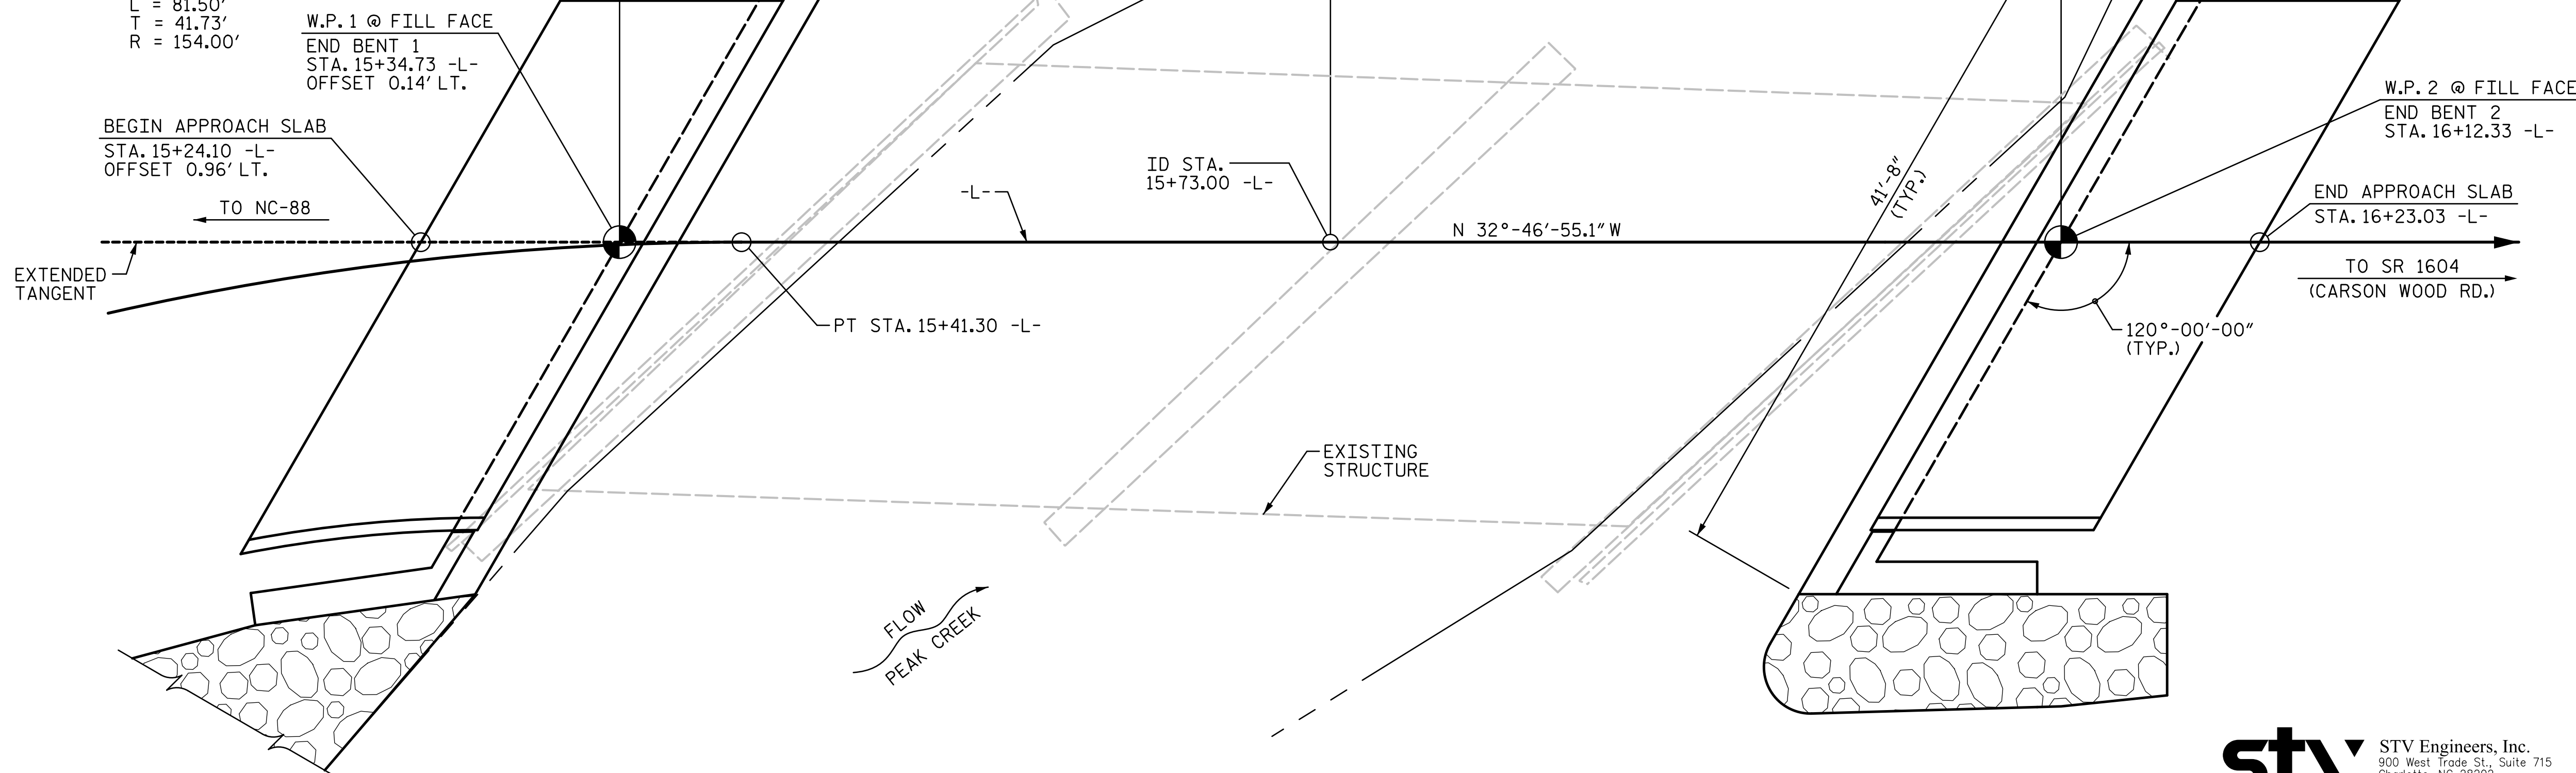 L = 81.50'
T = 41.73'
R = 154.00'
W.P. 1 @ FILL FACE
END BENT 1
STA. 15+34.73 -L-
OFFSET 0.14' LT.
BEGIN APPROACH SLAB
STA. 15+24.10 -L-
OFFSET 0.96' LT.
TO NC-88
EXTENDED
TANGENT
PT STA. 15+41.30 -L-
-L-
ID STA.
15+73.00 -L-
N 32°-46'-55.1" W
41'-8"
(TYP.)
W.P. 2 @ FILL FACE
END BENT 2
STA. 16+12.33 -L-
END APPROACH SLAB
STA. 16+23.03 -L-
TO SR 1604
(CARSON WOOD RD.)
120°-00'-00"
(TYP.)
EXISTING
STRUCTURE
FLOW
PEAK CREEK
stv
STV Engineers, Inc.
900 West Trade St., Suite 715
Charlotte, NC 28202